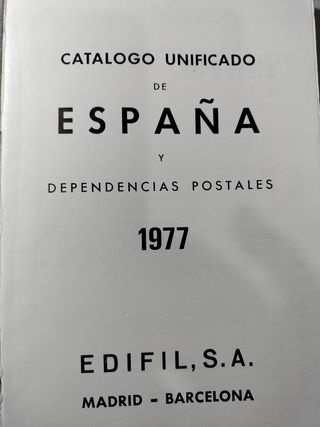 CATALOGO UNIFICADO
DE
ESPAÑA
Y
DEPENDENCIAS POSTALES
1977
EDIFIL, S.A.
MADRID - BARCELONA